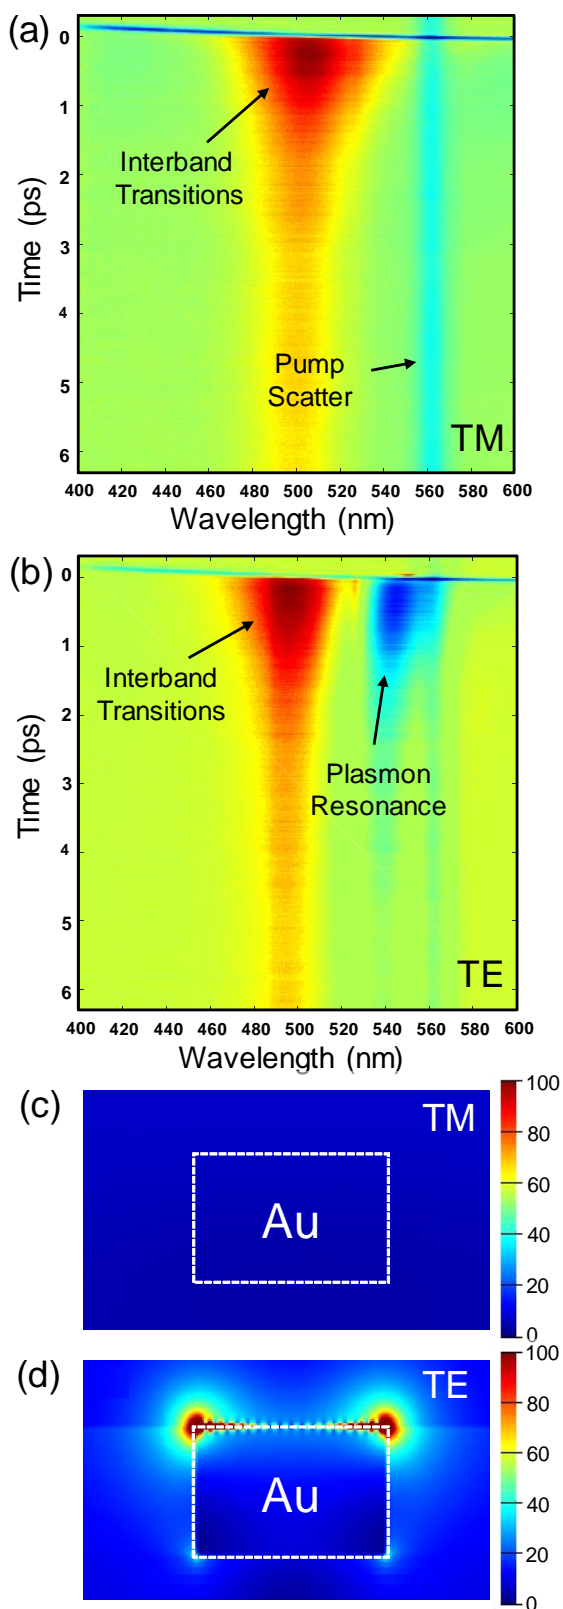 (a)
0
1
2
3
4
5
6
Time (ps)
Interband
Transitions
Pump
Scatter
TM
400 420 440 460 480 500 520 540 560 580 600
Wavelength (nm)
(b)
0
1
2
3
4
5
6
Time (ps)
Interband
Transitions
Plasmon
Resonance
TE
400 420 440 460 480 500 520 540 560 580 600
Wavelength (nm)
(c)
TM
Au
100
80
60
40
20
0
(d)
TE
Au
100
80
60
40
20
0